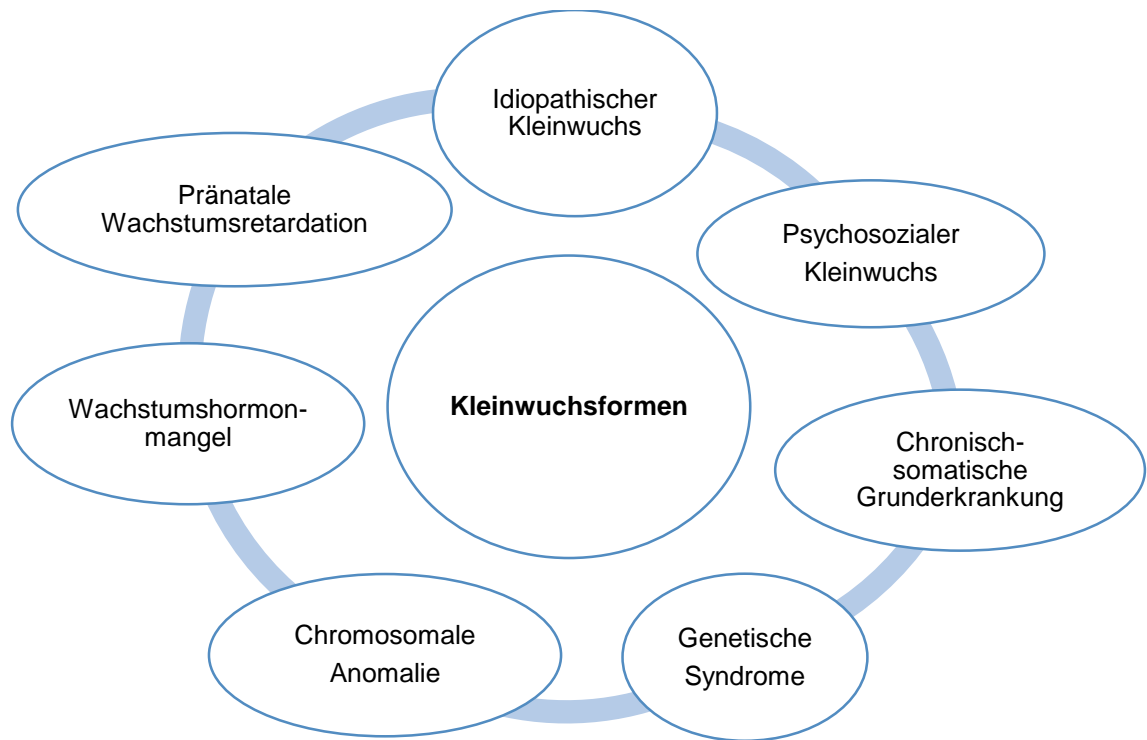 Idiopathischer
Kleinwuchs
Pränatale
Wachstumsretardation
Psychosozialer
Kleinwuchs
Kleinwuchsformen
Wachstumshormon-
mangel
Chronisch-
somatische
Grunderkrankung
Chromosomale
Anomalie
Genetische
Syndrome